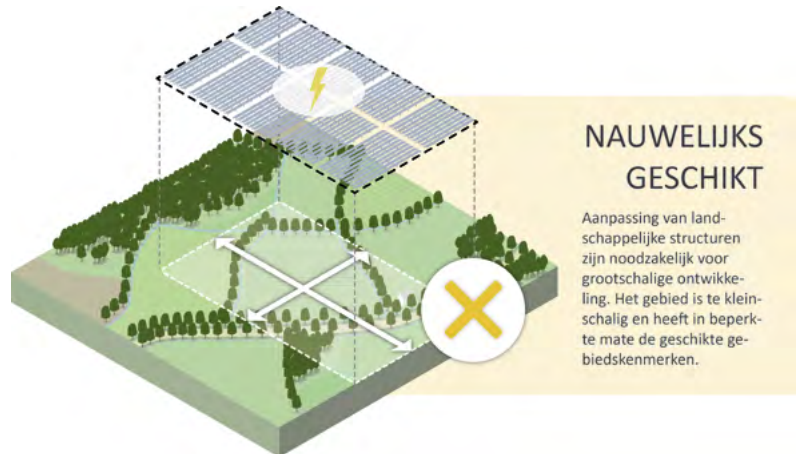 NAUWELIJKS
GESCHIKT
Aanpassing van land-
schappelijke structuren
zijn noodzakelijk voor
grootschalige ontwikke-
ling. Het gebied is te klein-
schalig en heeft in beperk-
te mate de geschikte ge-
biedskenmerken.